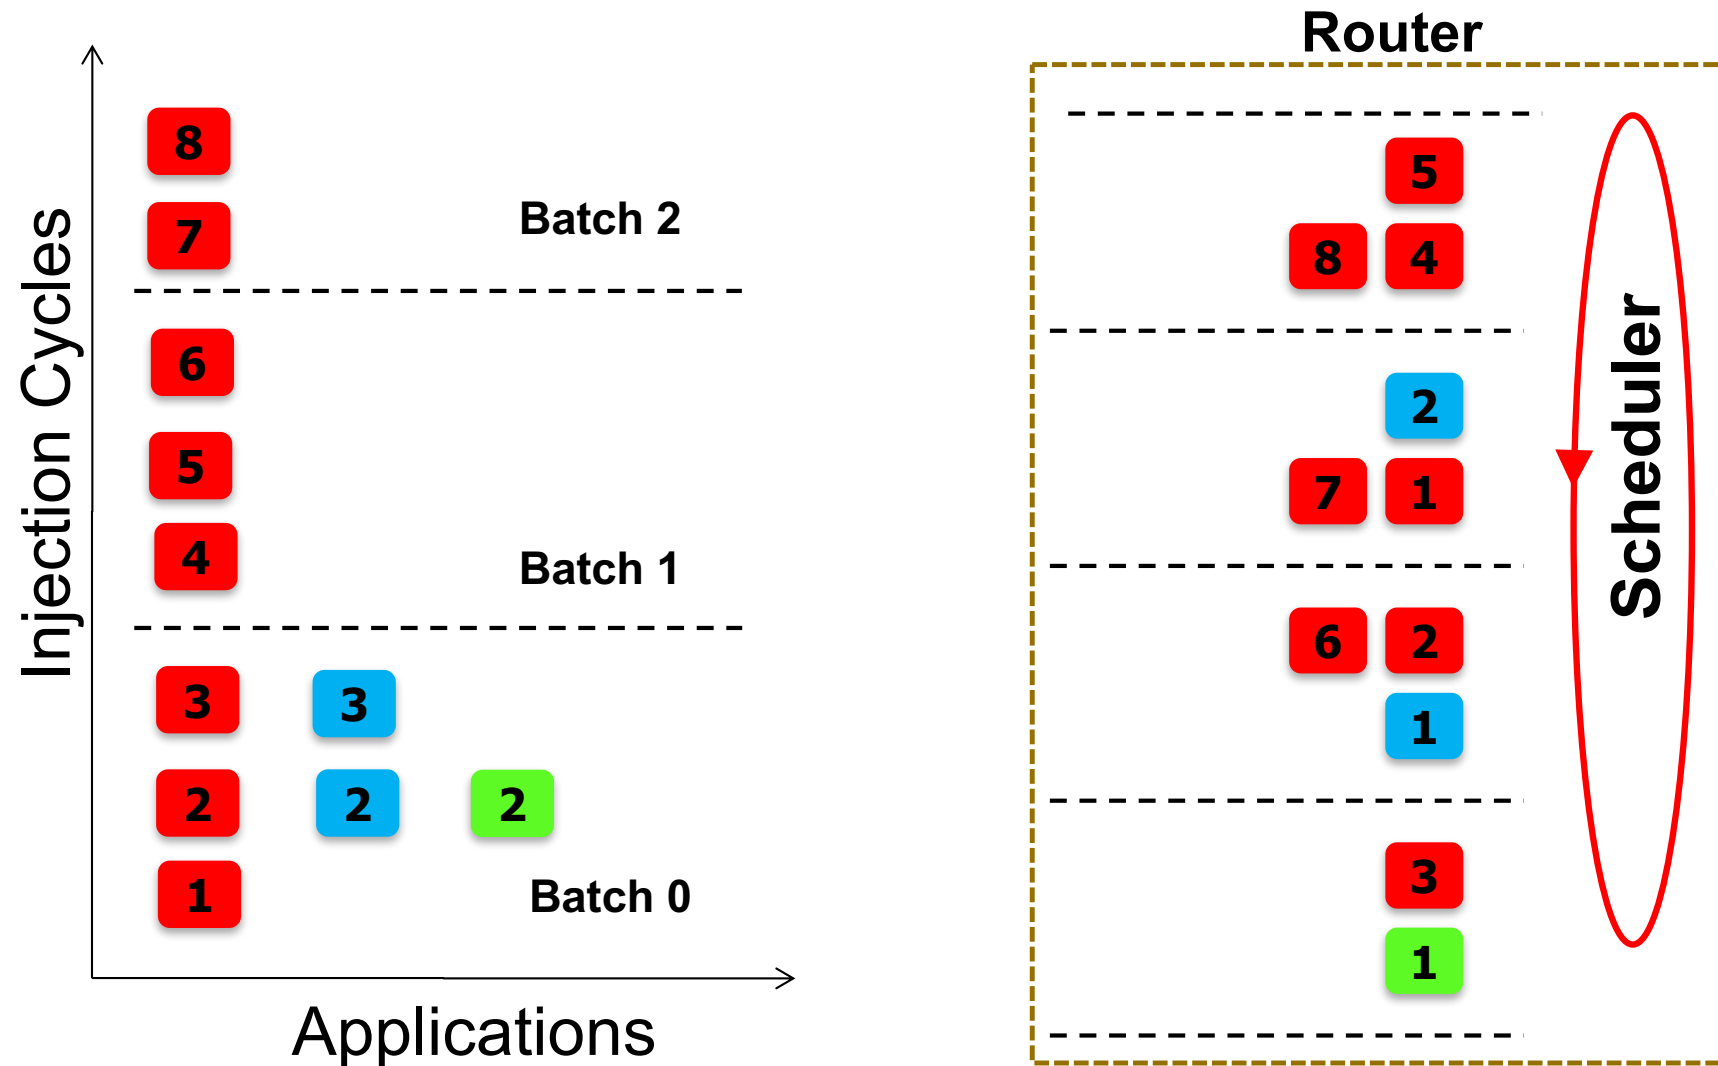 Router
Injection Cycles
8
7
Batch 2
6
5
4
Batch 1
3 3
2 2 2
1
Batch 0
Applications
5
8 4
2
7 1
6 2
1
3
1
Scheduler